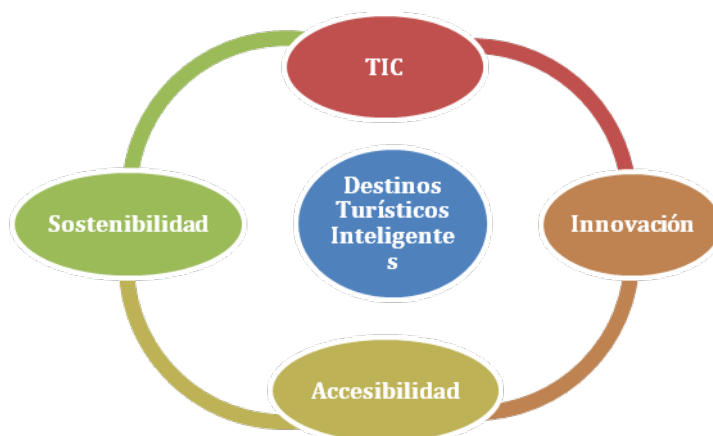 TIC
Sostenibilidad
Destinos
Turísticos
Inteligente
s
Innovación
Accesibilidad